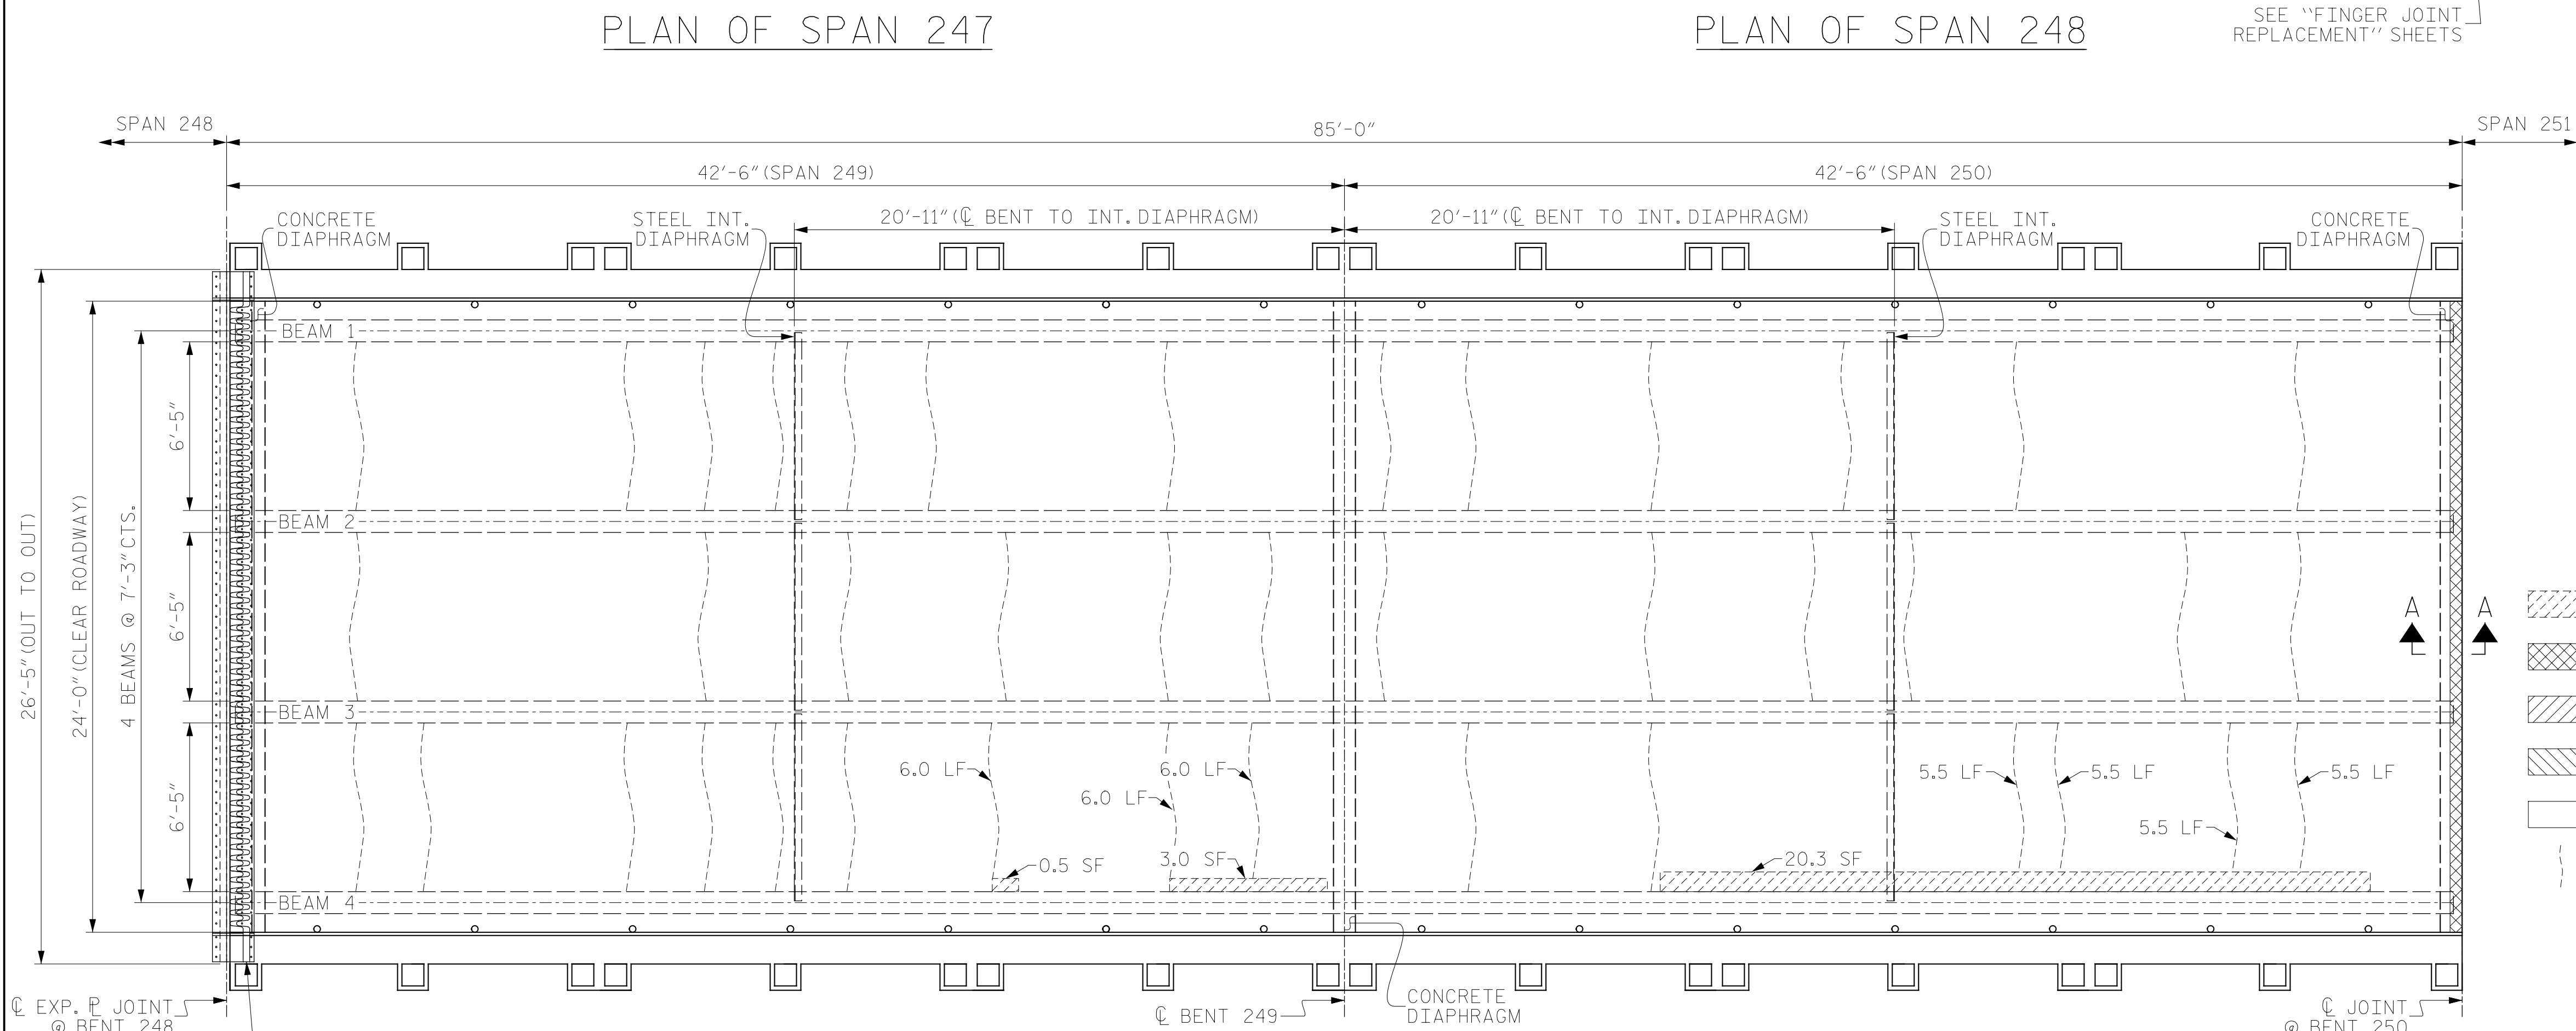 PLAN OF SPAN 247
PLAN OF SPAN 248
SEE "FINGER JOINT
REPLACEMENT" SHEETS
SPAN 248
85'-0"
SPAN 251
42'-6"(SPAN 249)
42'-6"(SPAN 250)
CONCRETE
DIAPHRAGM
STEEL INT.
DIAPHRAGM
20'-11"(℄ BENT TO INT. DIAPHRAGM)
20'-11"(℄ BENT TO INT. DIAPHRAGM)
STEEL INT.
DIAPHRAGM
CONCRETE
DIAPHRAGM
26'-5"(OUT TO OUT)
24'-0"(CLEAR ROADWAY)
4 BEAMS @ 7'-3" CTS.
6'-5"
6'-5"
6'-5"
BEAM 1
BEAM 2
BEAM 3
BEAM 4
A
A
6.0 LF
6.0 LF
6.0 LF
0.5 SF
3.0 SF
5.5 LF
5.5 LF
5.5 LF
5.5 LF
20.3 SF
℄ EXP. ⅊ JOINT
@ BENT 248
℄ BENT 249
CONCRETE
DIAPHRAGM
℄ JOINT
@ BENT 250